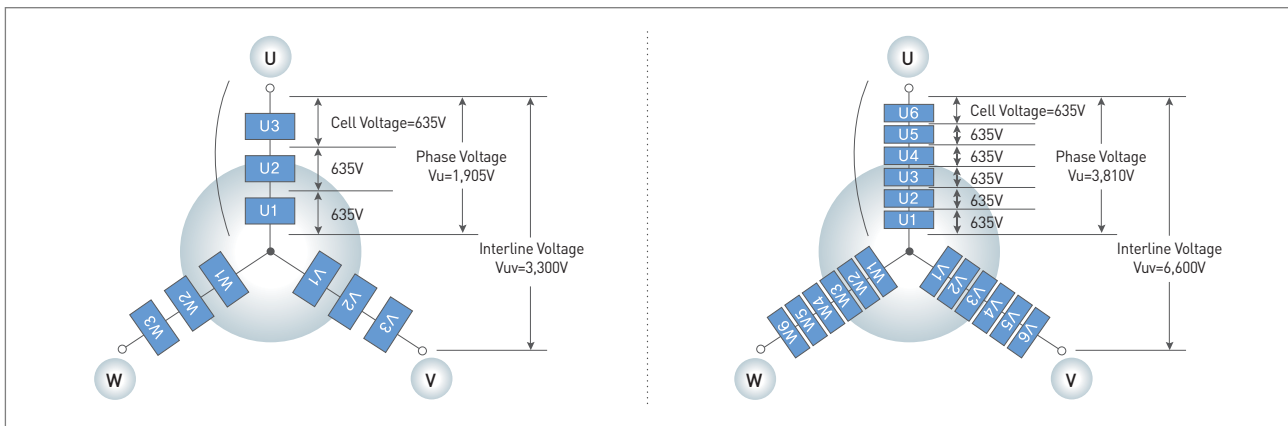 U
U3
U2
U1
Cell Voltage=635V
635V
635V
Phase Voltage
Vu=1,905V
Interline Voltage
Vuv=3,300V
W1
W2
W3
V1
V2
V3
W
V
U
U6
U5
U4
U3
U2
U1
Cell Voltage=635V
635V
635V
635V
635V
635V
Phase Voltage
Vu=3,810V
Interline Voltage
Vuv=6,600V
W1
W2
W3
W4
W5
W6
V1
V2
V3
V4
V5
V6
W
V